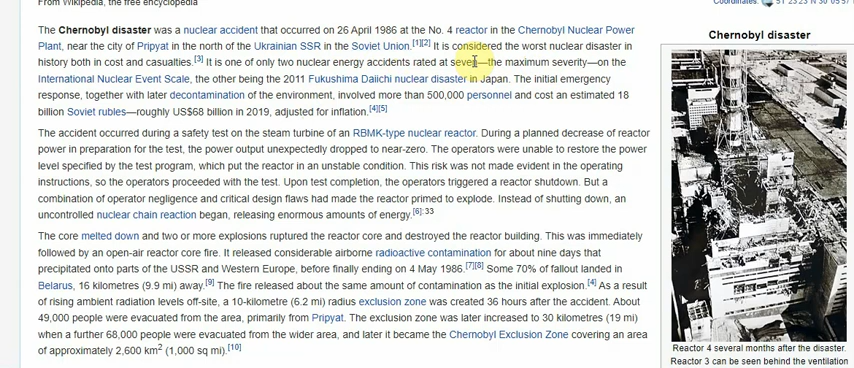 From Wikipedia, the free encyclopedia
Coordinates:
The Chernobyl disaster was a nuclear accident that occurred on 26 April 1986 at the No. 4 reactor in the Chernobyl Nuclear Power
Plant, near the city of Pripyat in the north of the Ukrainian SSR in the Soviet Union.[1][2] It is considered the worst nuclear disaster in
history both in cost and casualties.[3] It is one of only two nuclear energy accidents rated at seven—the maximum severity—on the
International Nuclear Event Scale, the other being the 2011 Fukushima Daiichi nuclear disaster in Japan. The initial emergency
response, together with later decontamination of the environment, involved more than 500,000 personnel and cost an estimated 18
billion Soviet rubles—roughly US$68 billion in 2019, adjusted for inflation.[4][5]
The accident occurred during a safety test on the steam turbine of an RBMK-type nuclear reactor. During a planned decrease of reactor
power in preparation for the test, the power output unexpectedly dropped to near-zero. The operators were unable to restore the power
level specified by the test program, which put the reactor in an unstable condition. This risk was not made evident in the operating
instructions, so the operators proceeded with the test. Upon test completion, the operators triggered a reactor shutdown. But a
combination of operator negligence and critical design flaws had made the reactor primed to explode. Instead of shutting down, an
uncontrolled nuclear chain reaction began, releasing enormous amounts of energy.[6]:33
The core melted down and two or more explosions ruptured the reactor core and destroyed the reactor building. This was immediately
followed by an open-air reactor core fire. It released considerable airborne radioactive contamination for about nine days that
precipitated onto parts of the USSR and Western Europe, before finally ending on 4 May 1986.[7][8] Some 70% of fallout landed in
Belarus, 16 kilometres (9.9 mi) away.[9] The fire released about the same amount of contamination as the initial explosion.[4] As a result
of rising ambient radiation levels off-site, a 10-kilometre (6.2 mi) radius exclusion zone was created 36 hours after the accident. About
49,000 people were evacuated from the area, primarily from Pripyat. The exclusion zone was later increased to 30 kilometres (19 mi)
when a further 68,000 people were evacuated from the wider area, and later it became the Chernobyl Exclusion Zone covering an area
of approximately 2,600 km2 (1,000 sq mi).[10]
Chernobyl disaster
Reactor 4 several months after the disaster.
Reactor 3 can be seen behind the ventilation